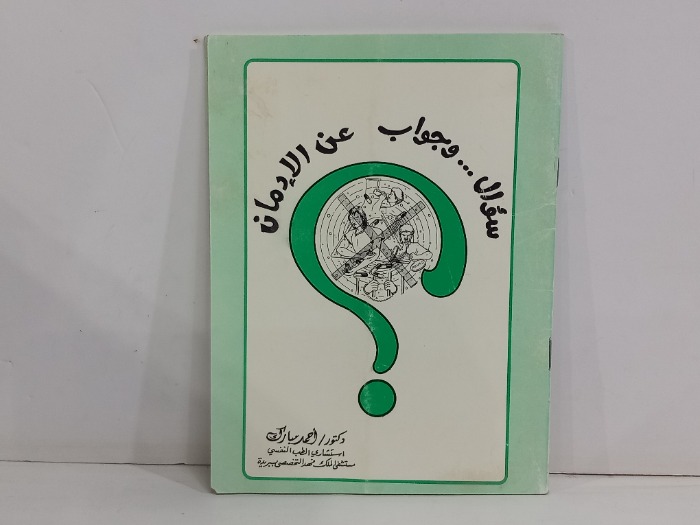 سؤال...وجواب عن الإدمان
؟
دكتور/أحمد مبارك
استشاري الطب النفسي
مستشفى الملك فهد التخصصي ببريدة